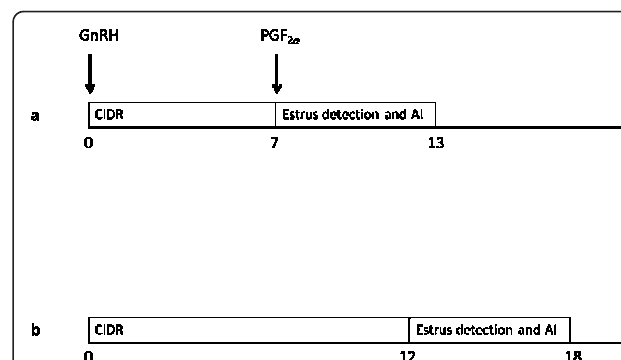 GnRH PGF2α
a CIDR Estrus detection and AI
0 7 13
b CIDR Estrus detection and AI
0 12 18